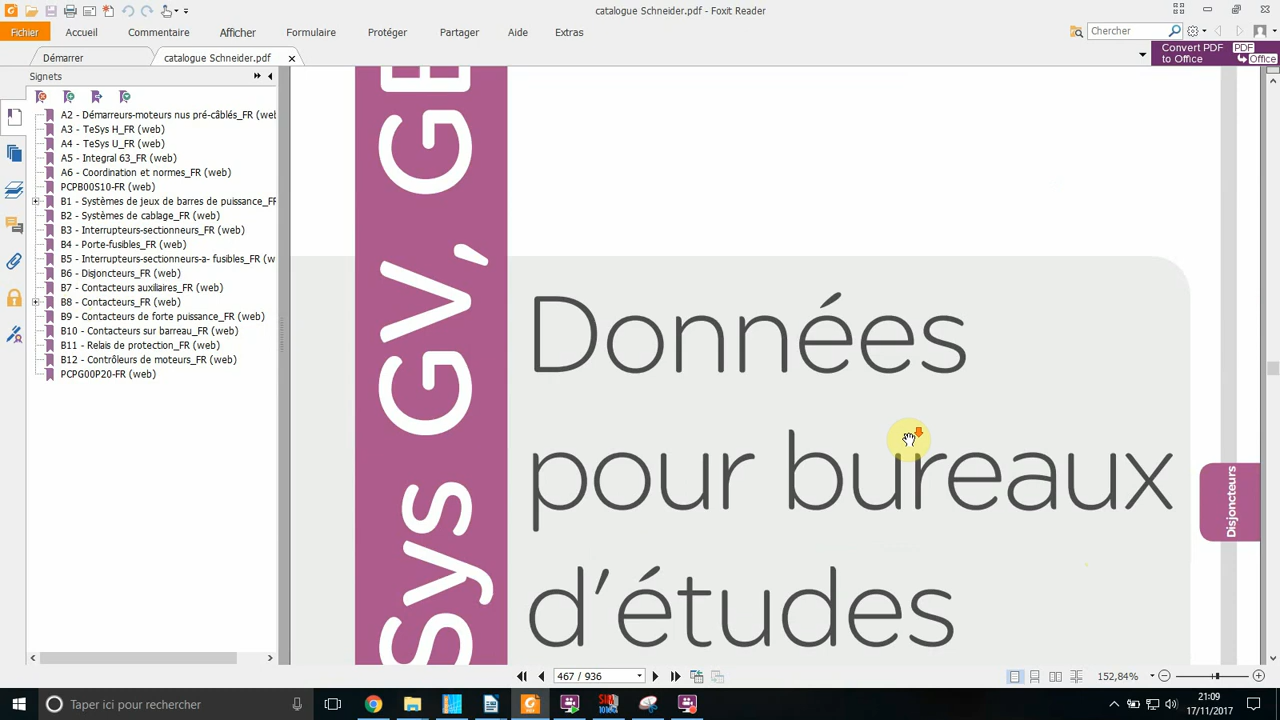 catalogue Schneider.pdf - Foxit Reader
Fichier
Accueil
Commentaire
Afficher
Formulaire
Protéger
Partager
Aide
Extras
Chercher
Démarrer
catalogue Schneider.pdf
Convert PDF
to Office
PDF
Office
Signets
A2 - Démarreurs-moteurs nus pré-câblés_FR (web
A3 - TeSys H_FR (web)
A4 - TeSys U_FR (web)
A5 - Integral 63_FR (web)
A6 - Coordination et normes_FR (web)
PCPB00S10-FR (web)
B1 - Systèmes de jeux de barres de puissance_FR
B2 - Systèmes de cablage_FR (web)
B3 - Interrupteurs-sectionneurs_FR (web)
B4 - Porte-fusibles_FR (web)
B5 - Interrupteurs-sectionneurs-a- fusibles_FR (w
B6 - Disjoncteurs_FR (web)
B7 - Contacteurs auxiliaires_FR (web)
B8 - Contacteurs_FR (web)
B9 - Contacteurs de forte puissance_FR (web)
B10 - Contacteurs sur barreau_FR (web)
B11 - Relais de protection_FR (web)
B12 - Contrôleurs de moteurs_FR (web)
PCPG00P20-FR (web)
Sys GV, GB
Données
pour bureaux
d'études
Disjoncteurs
467 / 936
152,84%
Taper ici pour rechercher
21:09
17/11/2017